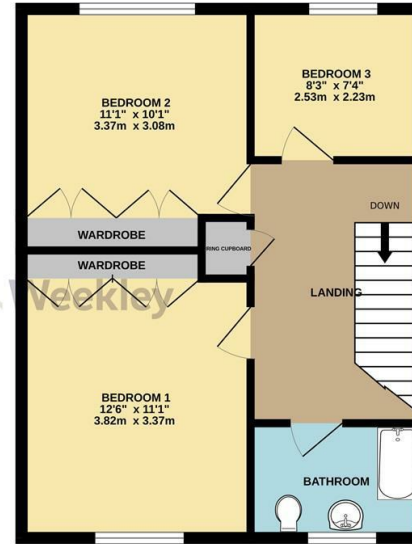 BEDROOM 2
11'1" x 10'1"
3.37m x 3.08m
BEDROOM 3
8'3" x 7'4"
2.53m x 2.23m
DOWN
WARDROBE
RING CUPBOARD
WARDROBE
Weekley
LANDING
BEDROOM 1
12'6" x 11'1"
3.82m x 3.37m
BATHROOM